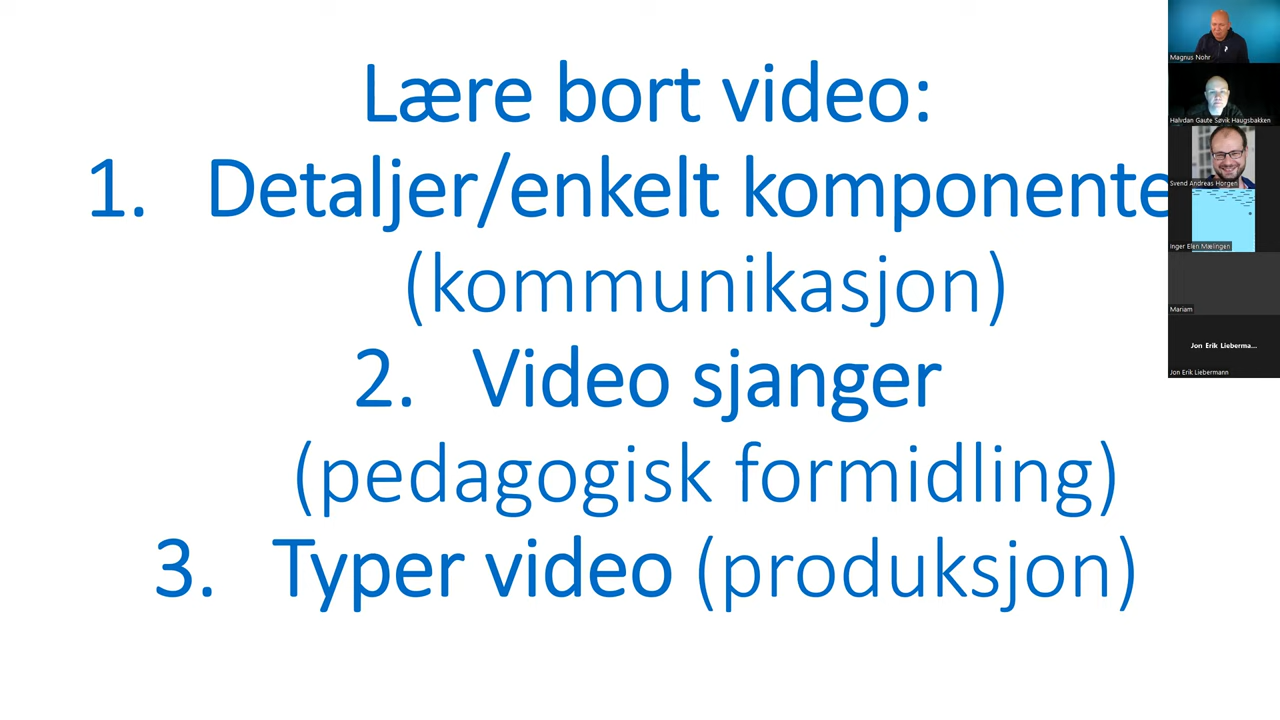 Lære bort video:
1. Detaljer/enkelt komponente
(kommunikasjon)
2. Video sjanger
(pedagogisk formidling)
3. Typer video (produksjon)
Magnus Nohr
Halvdan Gaute Søvik Haugsbakken
Svend Andreas Horgen
Inger Elen Mælingen
Mariam
Jon Erik Lieberma...
Jon Erik Liebermann